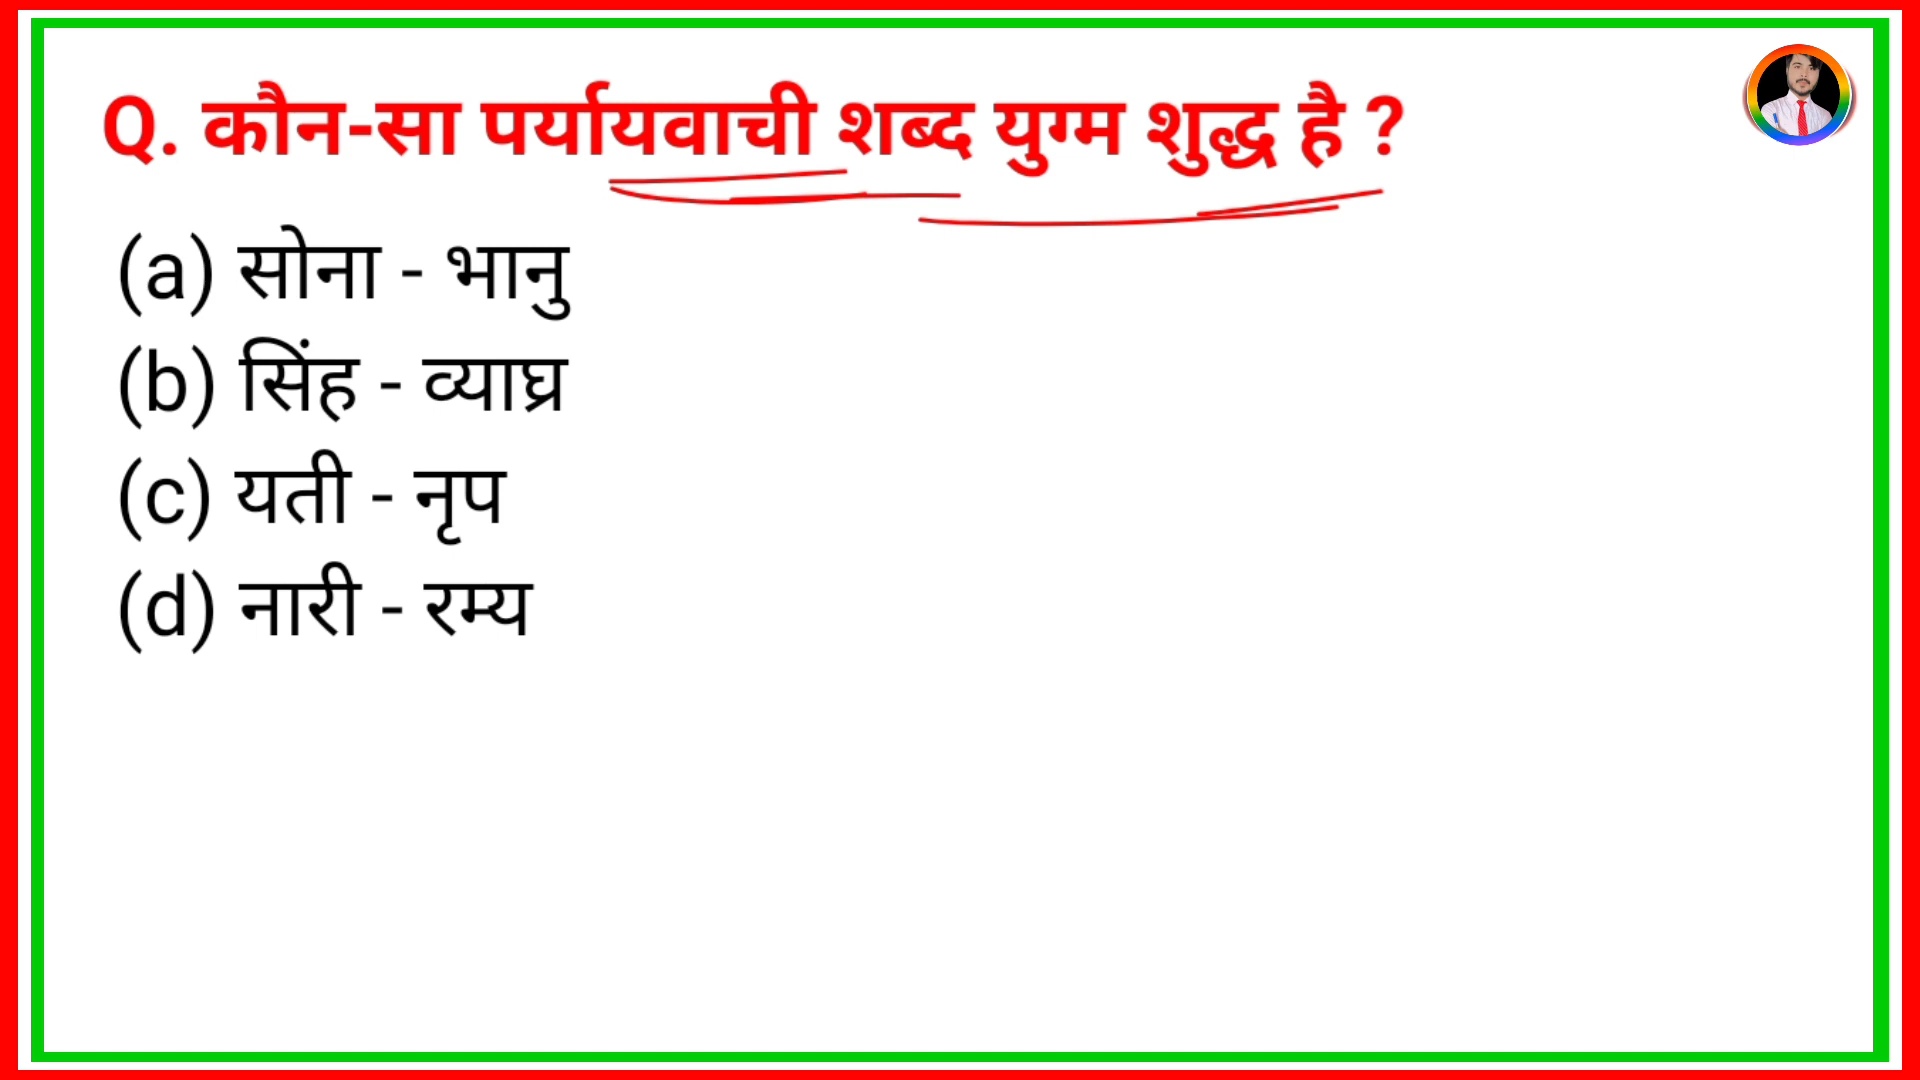 Q. कौन-सा पर्यायवाची शब्द युग्म शुद्ध है ?
(a) सोना - भानु
(b) सिंह - व्याघ्र
(c) यती - नृप
(d) नारी - रम्य